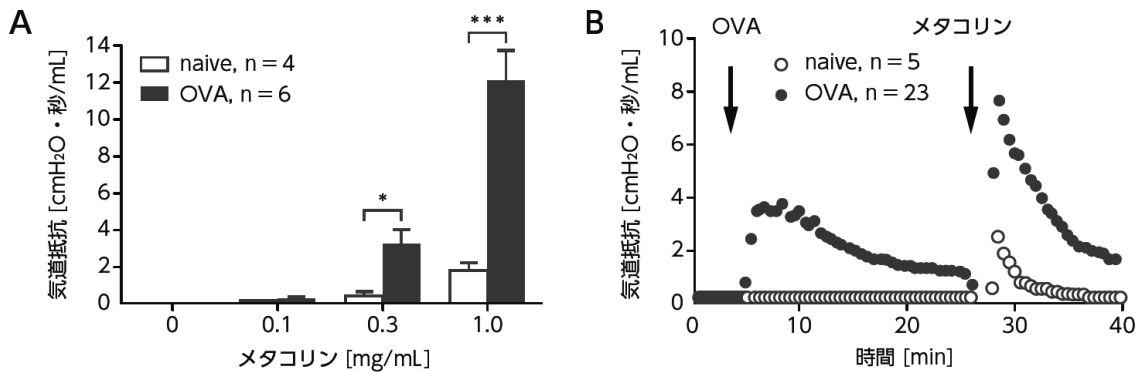 A
***
14
12
10
8
6
4
2
0
気道抵抗 [cmH2O・秒/mL]
naive, n = 4
OVA, n = 6
*
0 0.1 0.3 1.0
メタコリン [mg/mL]
B
OVA メタコリン
10
8
6
4
2
0
気道抵抗 [cmH2O・秒/mL]
naive, n = 5
OVA, n = 23
0 10 20 30 40
時間 [min]